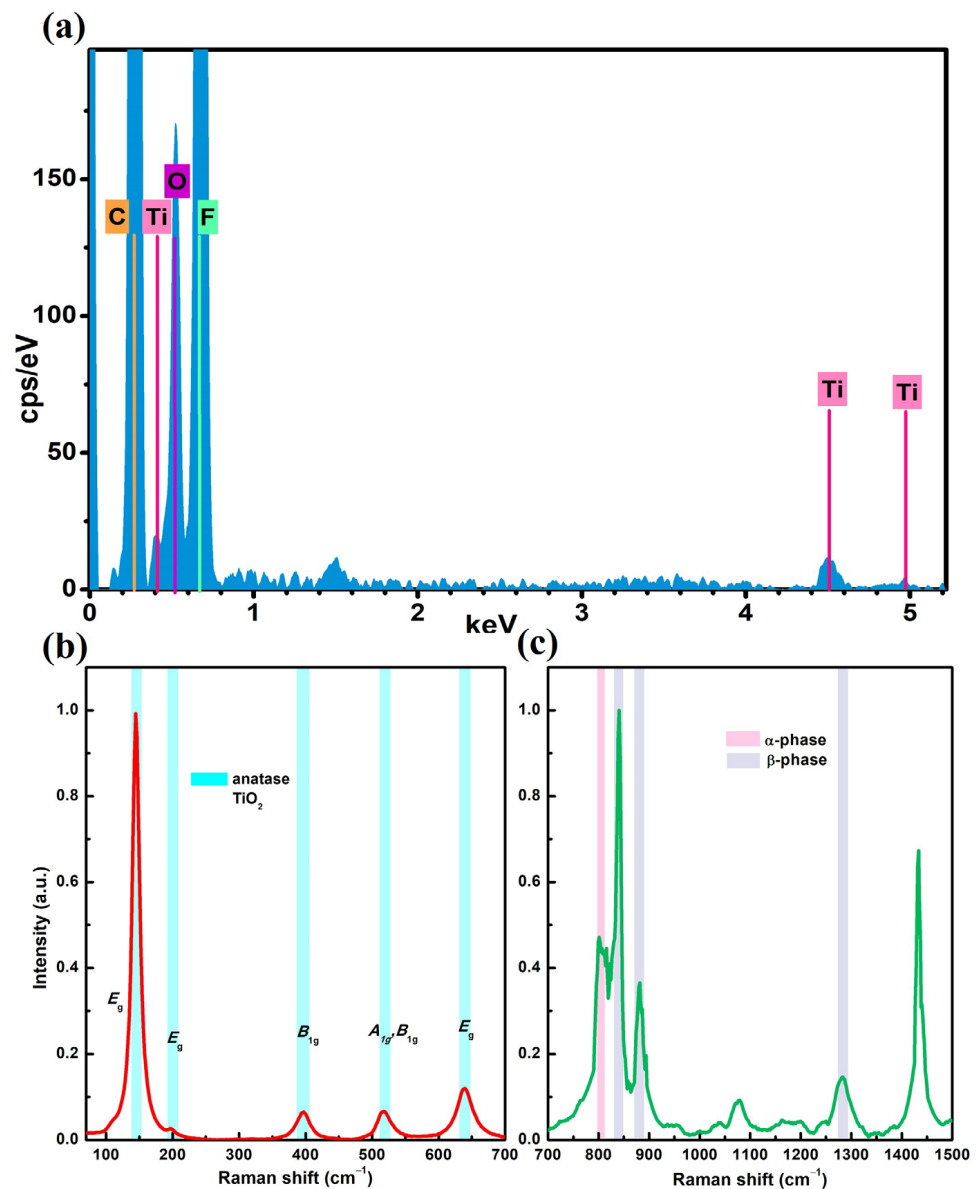 (a)
cps/eV
150
100
50
0
C
Ti
O
F
Ti
Ti
0 1 2 3 4 5
keV
(b)
Intensity (a.u.)
1.0
0.8
0.6
0.4
0.2
0.0
anatase
TiO₂
Eg
Eg
B1g
A1g,B1g
Eg
100 200 300 400 500 600 700
Raman shift (cm⁻¹)
(c)
1.0
0.8
0.6
0.4
0.2
0.0
α-phase
β-phase
700 800 900 1000 1100 1200 1300 1400 1500
Raman shift (cm⁻¹)